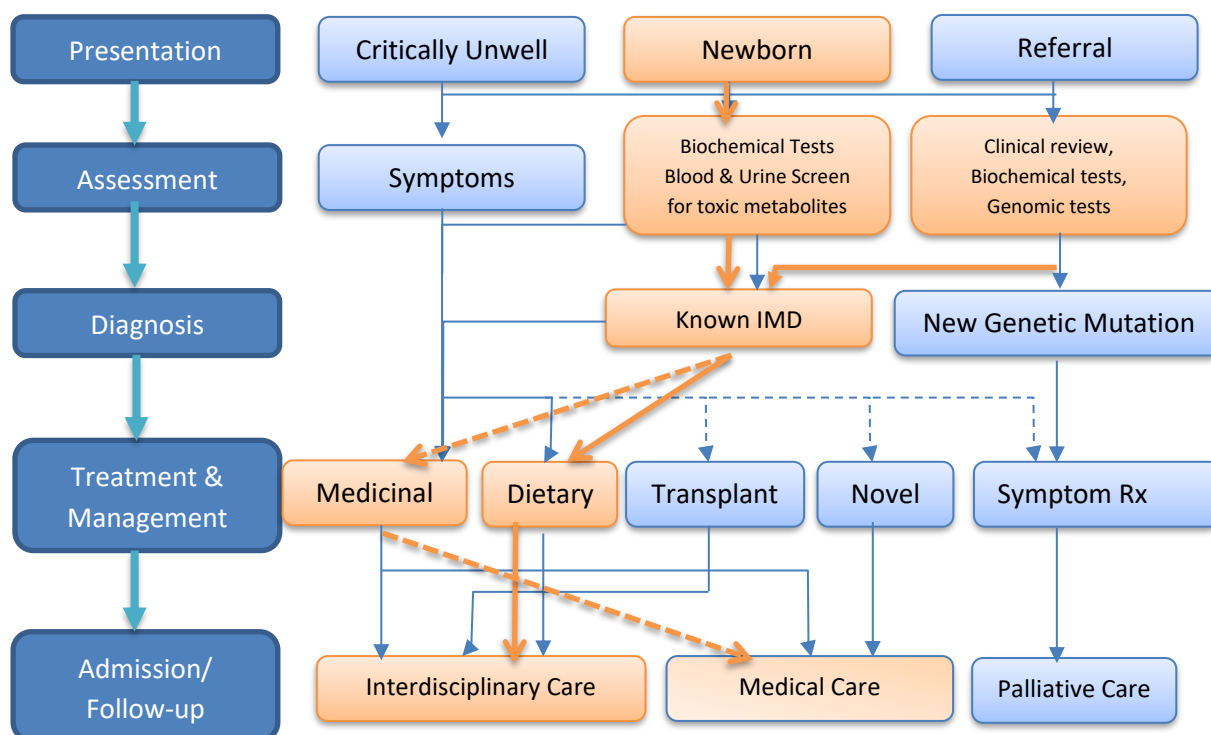 Presentation
Critically Unwell
Newborn
Referral
Assessment
Symptoms
Biochemical Tests
Blood & Urine Screen
for toxic metabolites
Clinical review,
Biochemical tests,
Genomic tests
Diagnosis
Known IMD
New Genetic Mutation
Treatment &
Management
Medicinal
Dietary
Transplant
Novel
Symptom Rx
Admission/
Follow-up
Interdisciplinary Care
Medical Care
Palliative Care